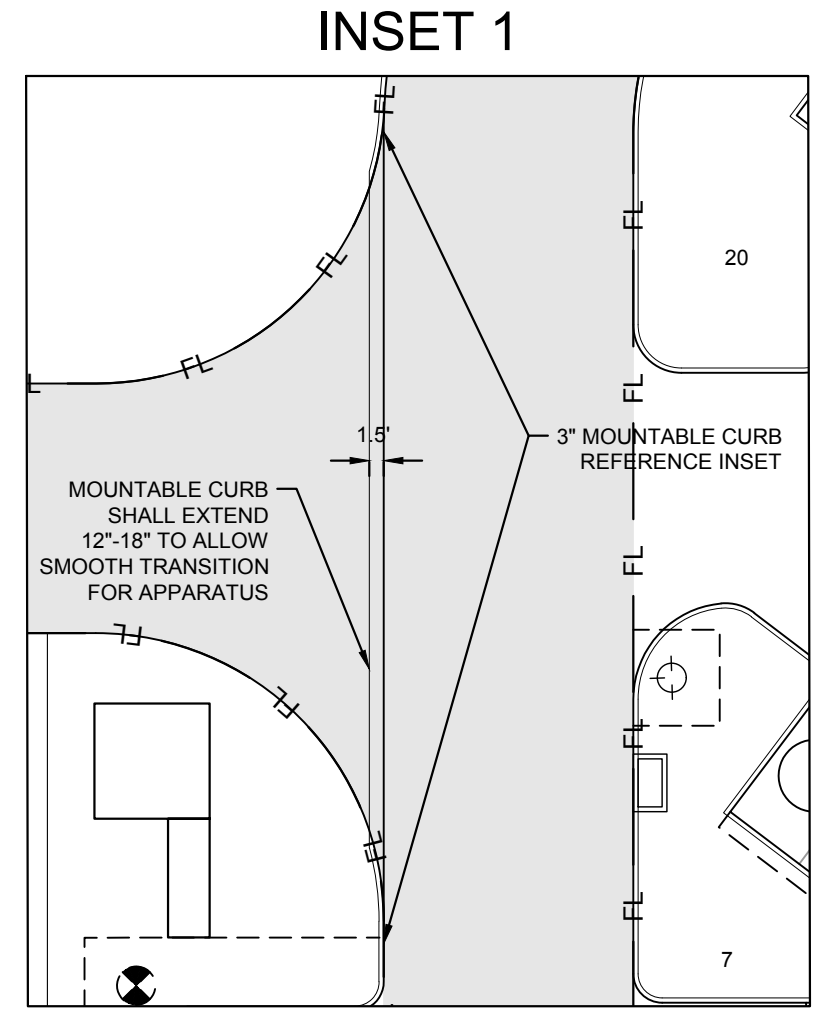 INSET 1
FL
FL
20
FL
FL
L
FL
1.5'
3" MOUNTABLE CURB
REFERENCE INSET
MOUNTABLE CURB
SHALL EXTEND
12"-18" TO ALLOW
SMOOTH TRANSITION
FOR APPARATUS
FL
FL
FL
FL
FL
FL
7